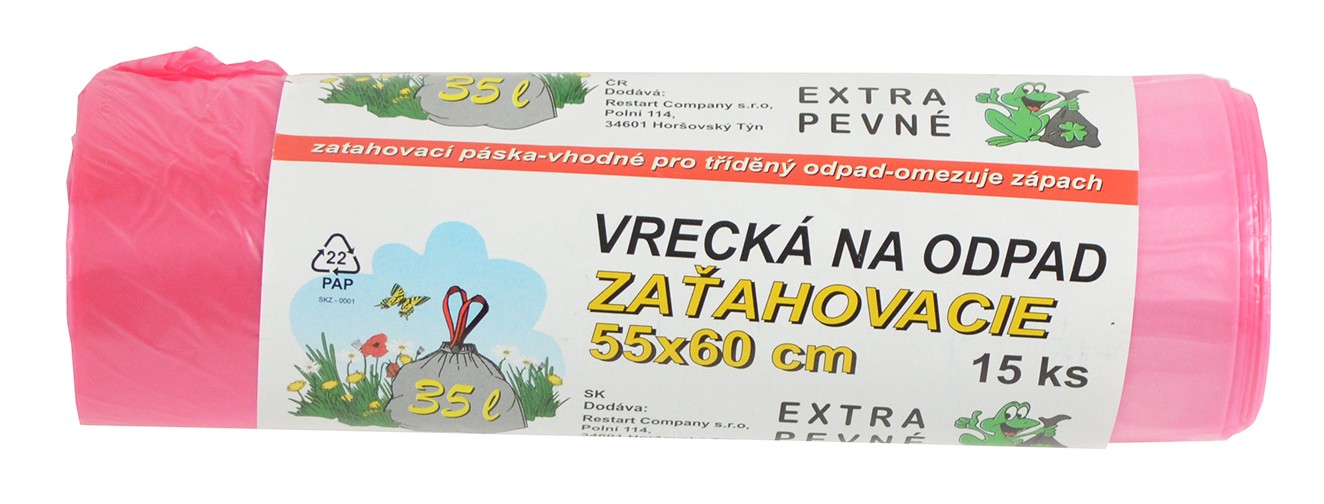 35 l
ČR
Dodává:
Restart Company s.r.o,
Polní 114,
34601 Horšovský Týn
EXTRA
PEVNÉ
zatahovací páska-vhodné pro tříděný odpad-omezuje zápach
22
PAP
SKZ - 0001
35 l
VRECKÁ NA ODPAD
ZAŤAHOVACIE
55x60 cm
15 ks
SK
Dodáva:
Restart Company s.r.o,
Polní 114,
EXTRA
PEVNÉ